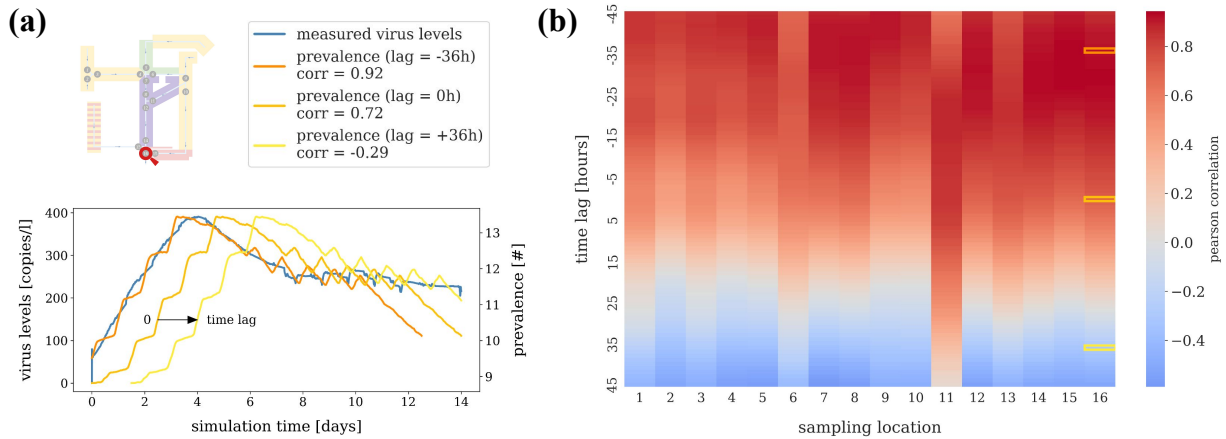 (a)
measured virus levels
prevalence (lag = -36h)
corr = 0.92
prevalence (lag = 0h)
corr = 0.72
prevalence (lag = +36h)
corr = -0.29
virus levels [copies/l]
400
300
200
100
0
0 time lag
prevalence [#]
13
12
11
10
9
0 2 4 6 8 10 12 14
simulation time [days]
(b)
time lag [hours]
-45
-35
-25
-15
-5
5
15
25
35
45
1 2 3 4 5 6 7 8 9 10 11 12 13 14 15 16
sampling location
0.8
0.6
0.4
0.2
0.0
−0.2
−0.4
pearson correlation